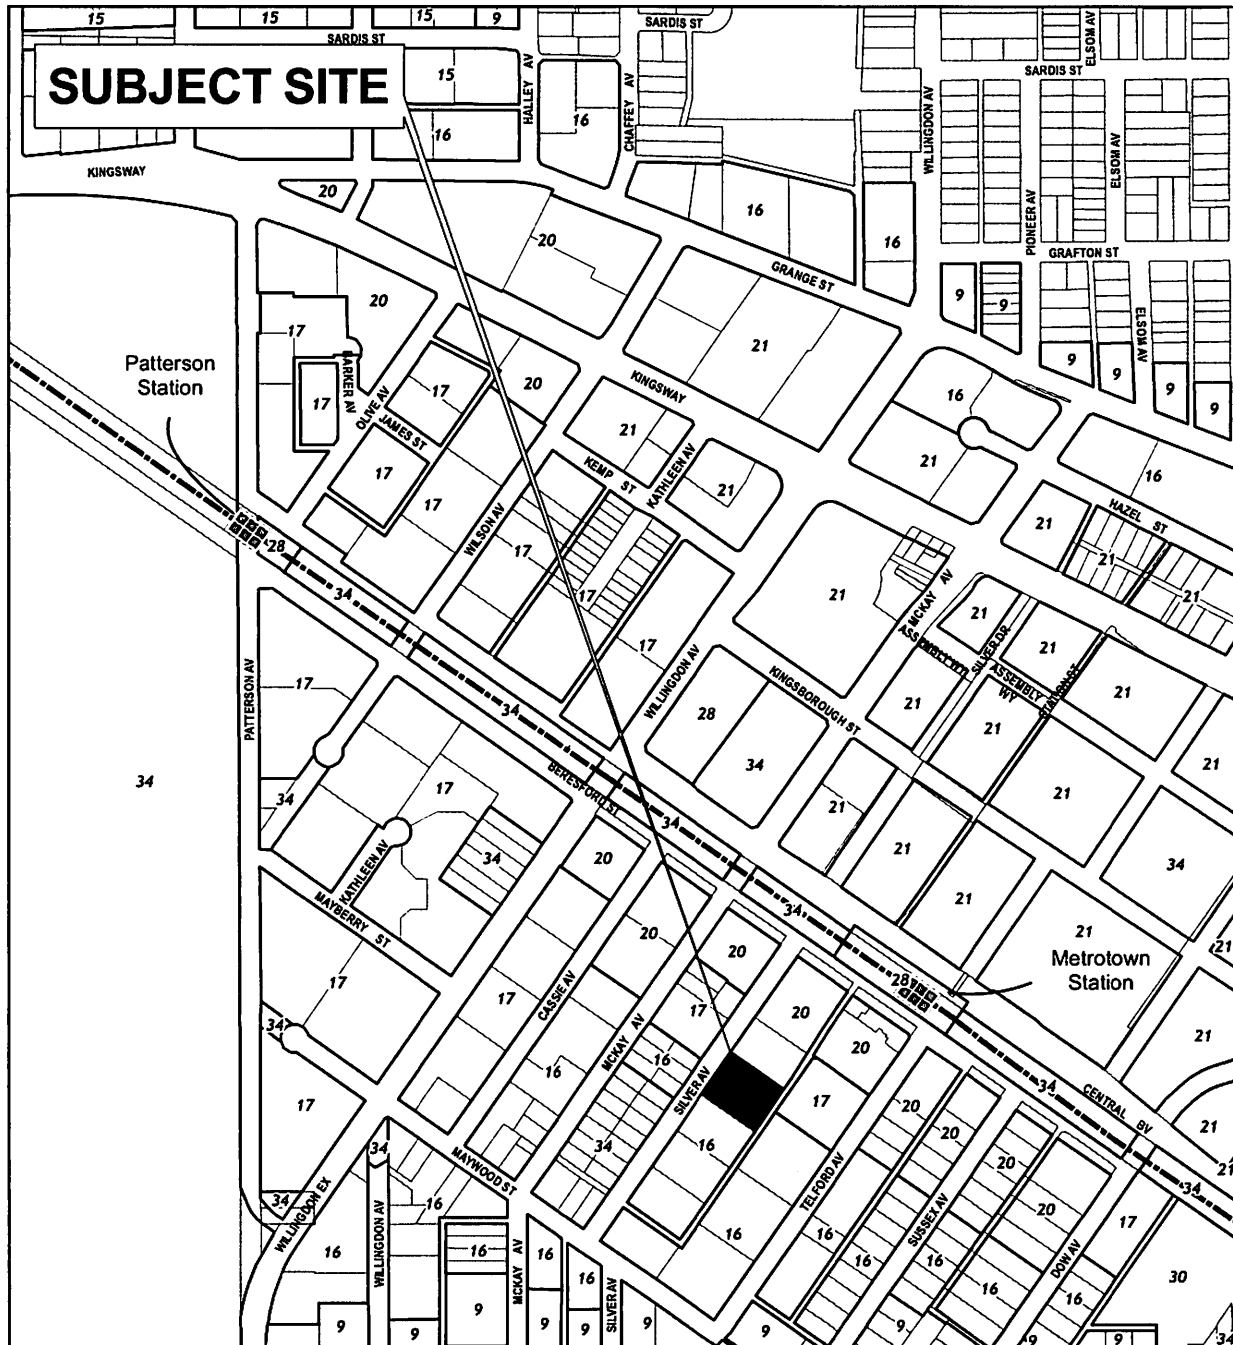 15 15 15 9
SARDIS ST
SARDIS ST
ELSOM AV
SUBJECT SITE
15
HALLEY AV
CHAFFEY AV
SARDIS ST
WILLINGDON AV
16
16
ELSOM AV
KINGSWAY
20
16
PIONEER AV
20
16
GRAFTON ST
GRANGE ST
20
9
9
17
ELSOM AV
21
Patterson
Station
BARKER AV
OLIVE AV
17
20
KINGSWAY
16
9
9
9
9
17
JAMES ST
21
KATHLEEN AV
21
16
17
KEMP ST
21
17
WILSON AV
HAZEL ST
21
28
17
21
21
34
17
21
MCKAY AV
21
17
WILLINGDON AV
ASSEMBLY WY
SILVER DR
21
PATTERSON AV
17
KINGSBOROUGH ST
ASSEMBLY WY
STATION ST
21
34
28
21
21
34
BERESFORD ST
34
21
21
34
17
34
21
34
20
21
34
KATHLEEN AV
MAYBERRY ST
34
21
21
20
20
21
Metrotown
Station
17
17
CASSIE AV
28
17
20
34
MCKAY AV
20
21
16
16
SILVER AV
34
CENTRAL BV
17
17
20
21
34
16
20
21
34
MAYWOOD ST
34
TELFORD AV
20
34
WILLINGDON EX
16
SUSSEX AV
20
17
16
WILLINGDON AV
16
MCKAY AV
16
16
16
16
DOW AV
30
16
SILVER AV
16
16
9
9
9
9
9
9
9
9
9
34